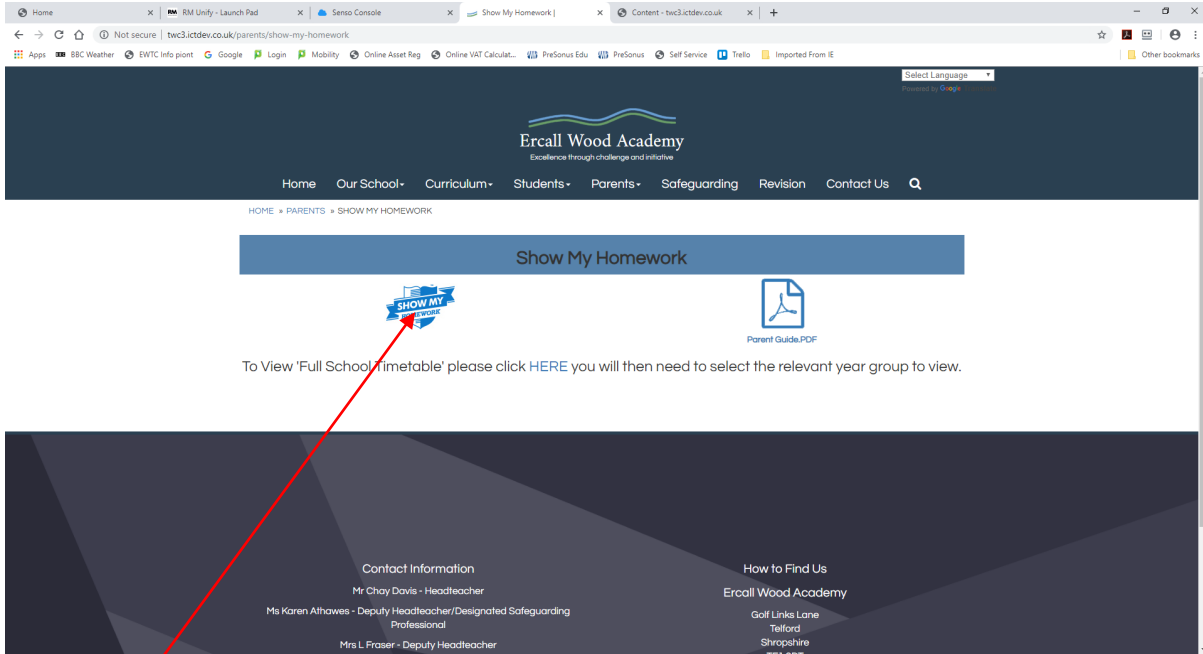 Home
RM Unify - Launch Pad
Senso Console
Show My Homework |
Content - twc3.ictdev.co.uk
Not secure | twc3.ictdev.co.uk/parents/show-my-homework
Apps BBC Weather EWTC Info piont Google Login Mobility Online Asset Reg Online VAT Calculat... PreSonus Edu PreSonus Self Service Trello Imported From IE Other bookmarks
Select Language
Powered by Google
Ercall Wood Academy
Excellence through challenge and initiative
Home Our School Curriculum Students Parents Safeguarding Revision Contact Us
HOME » PARENTS » SHOW MY HOMEWORK
Show My Homework
SHOW MY
HOMEWORK
Parent Guide.PDF
To View 'Full School Timetable' please click HERE you will then need to select the relevant year group to view.
Contact Information
Mr Chay Davis - Headteacher
Ms Karen Athawes - Deputy Headteacher/Designated Safeguarding
Professional
Mrs L Fraser - Deputy Headteacher
How to Find Us
Ercall Wood Academy
Golf Links Lane
Telford
Shropshire